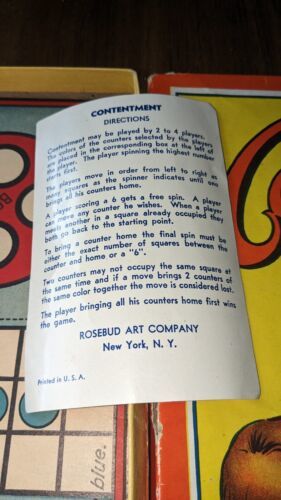 CONTENTMENT
DIRECTIONS
Contentment may be played by 2 to 4 players.
The colors of the counters selected by the players
are placed in the corresponding box at the left of
the player. The player spinning the highest number
starts first.
The players move in order from left to right as
many squares as the spinner indicates until one
brings all his counters home.
A player scoring a 6 gets a free spin. A player
can move any counter he wishes. When a player
meets another in a square already occupied they
both go back to the starting point.
To bring a counter home the final spin must be
either the exact number of squares between the
counter and home or a "6".
Two counters may not occupy the same square at
the same time and if a move brings 2 counters of
the same color together the move is considered lost.
The player bringing all his counters home first wins
the game.
ROSEBUD ART COMPANY
New York, N. Y.
Printed in U. S. A.
blue.